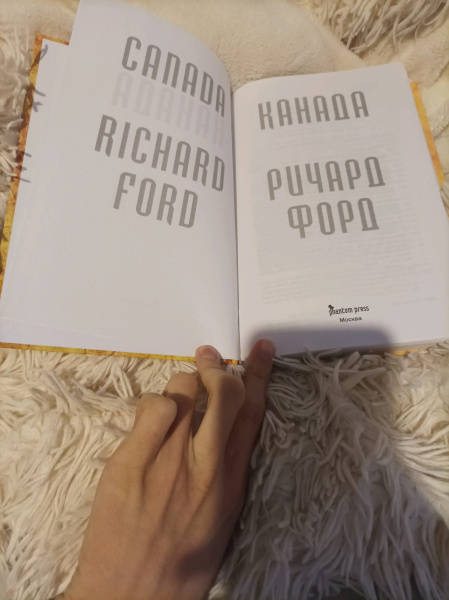 CANADA
RICHARD
FORD
КАНАДА
РИЧАРД
ФОРД
phantom press
Москва